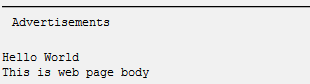 Advertisements
Hello World
This is web page body